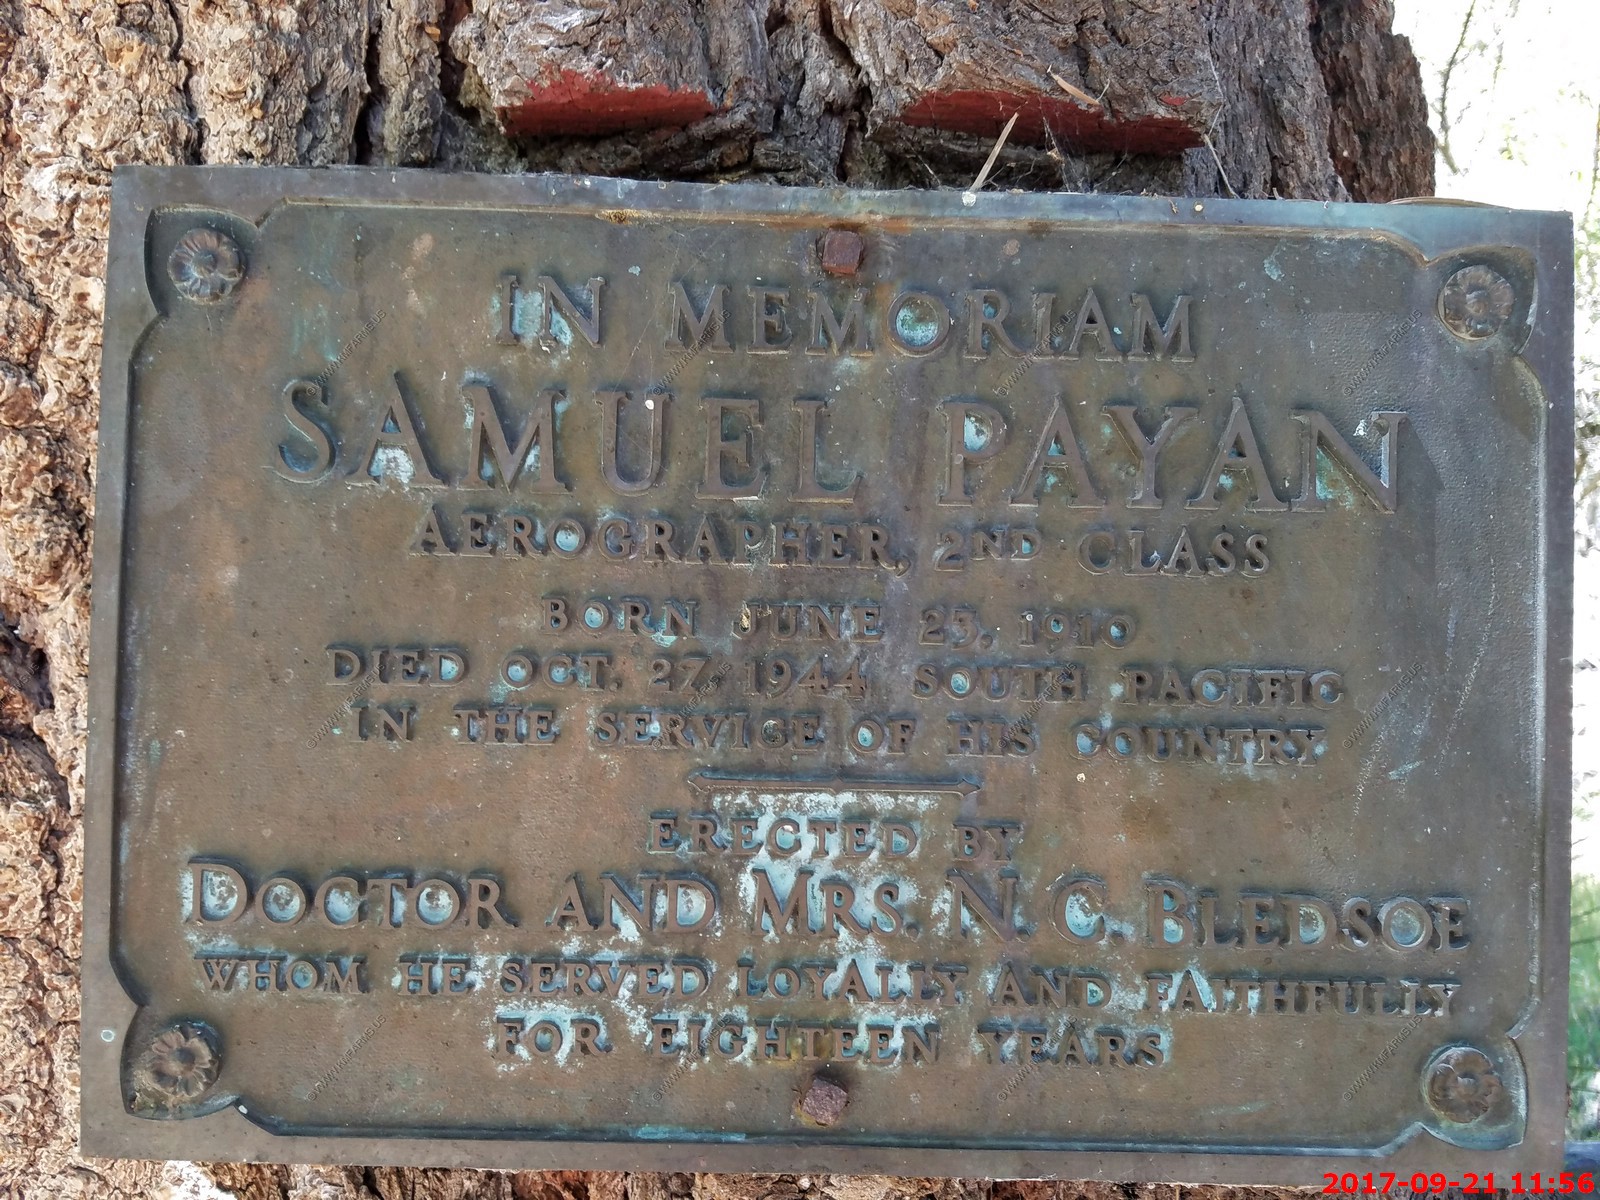 IN MEMORIAM
SAMUEL PAYAN
AEROGRAPHER, 2ND CLASS
BORN JUNE 23, 1910
DIED OCT. 27, 1944 SOUTH PACIFIC
IN THE SERVICE OF HIS COUNTRY
ERECTED BY
DOCTOR AND MRS. N. C. BLEDSOE
WHOM HE SERVED LOYALLY AND FAITHFULLY
FOR EIGHTEEN YEARS
2017-09-21 11:56